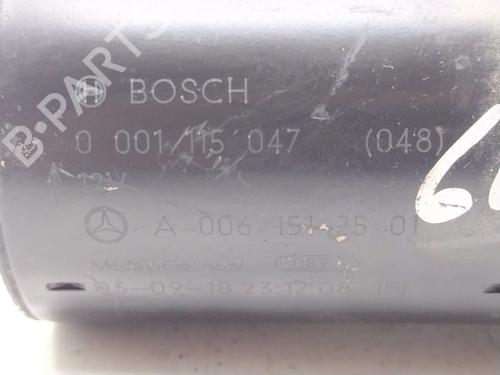 B-PARTS
BOSCH
0 001 115 047 (048)
↑ 12V
A 006 151 25 01
Made in Germany
06-09-18 23:12:08 IN